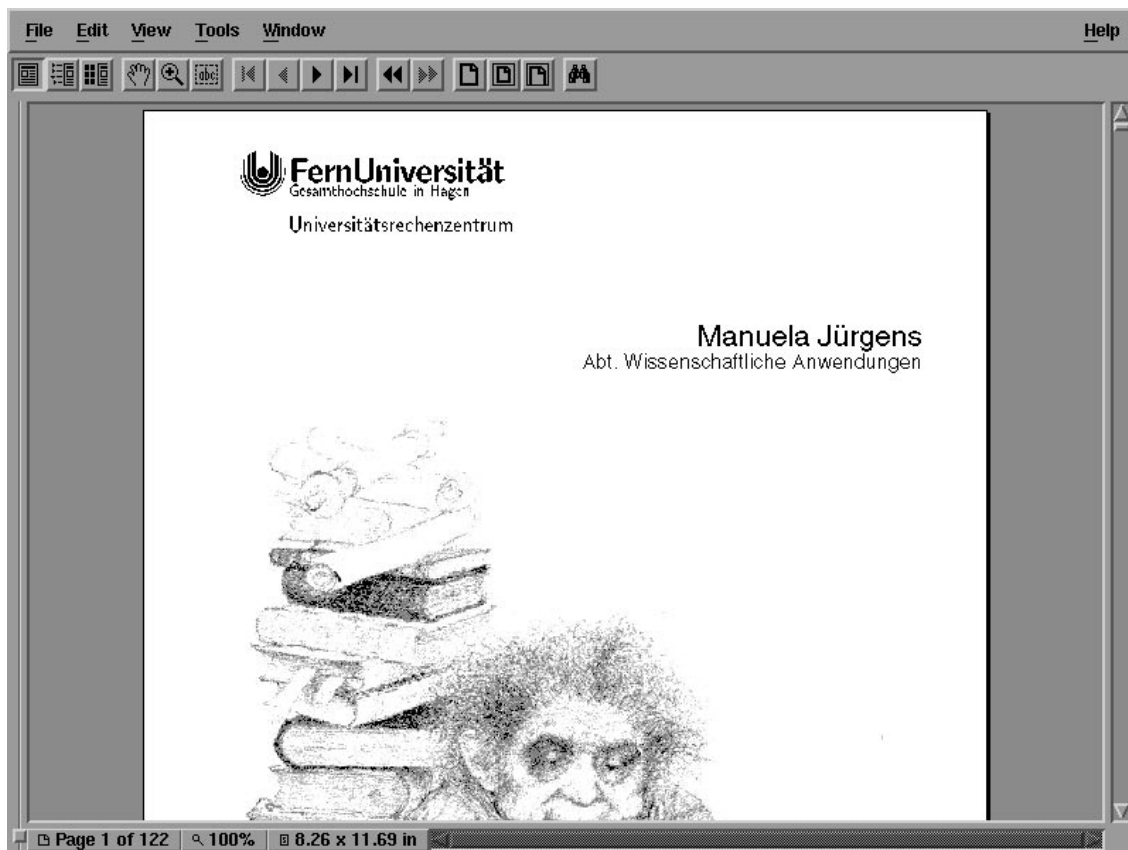 File Edit View Tools Window Help
abc
FernUniversität
Gesamthochschule in Hagen
Universitätsrechenzentrum
Manuela Jürgens
Abt. Wissenschaftliche Anwendungen
Page 1 of 122 100% 8.26 x 11.69 in